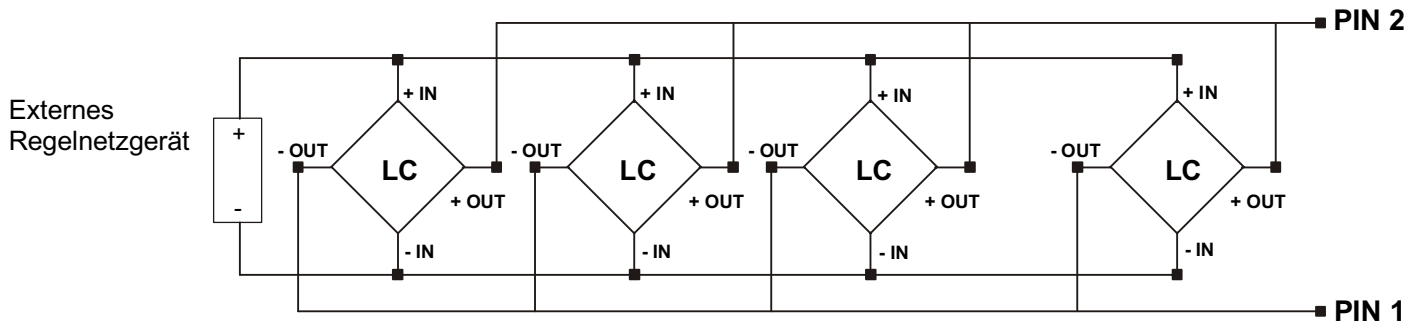 PIN 2
+ IN
+ IN
+ IN
+ IN
Externes
Regelnetzgerät
+
- OUT
LC
- OUT
LC
- OUT
LC
- OUT
LC
+ OUT
+ OUT
+ OUT
+ OUT
-
- IN
- IN
- IN
- IN
PIN 1